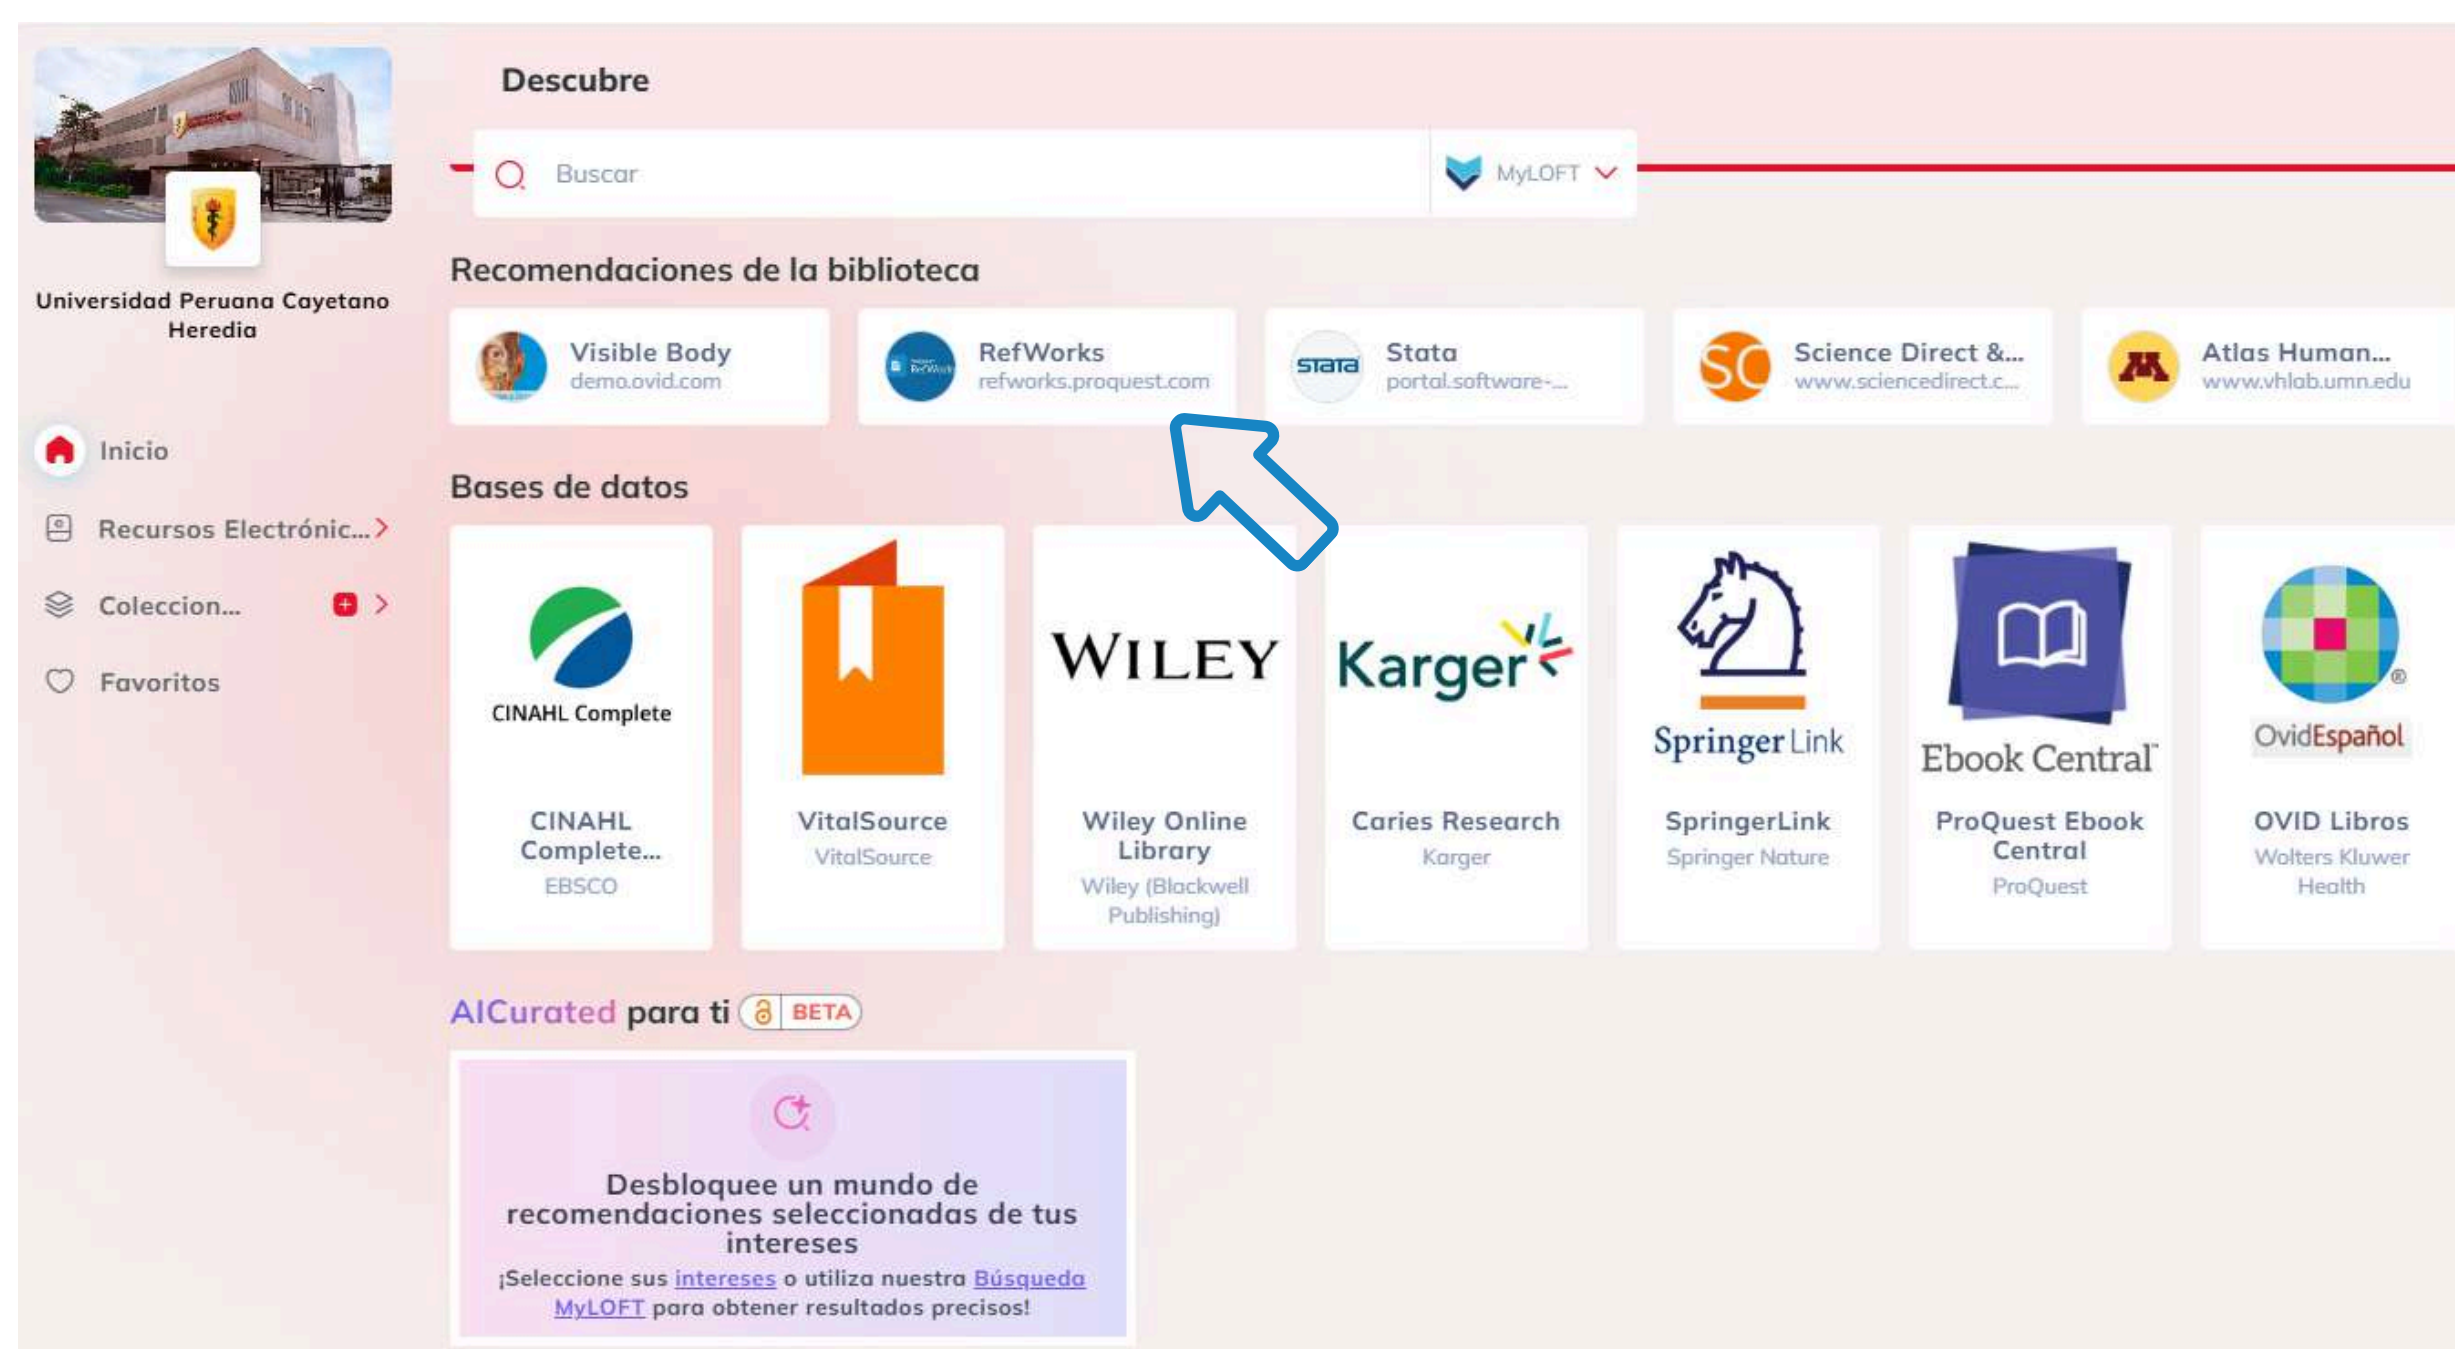 Descubre
Buscar
MyLOFT
Universidad Peruana Cayetano
Heredia
Inicio
Recursos Electrónic...
Coleccion...
Favoritos
Recomendaciones de la biblioteca
Visible Body
demo.ovid.com
RefWorks
RefWorks
refworks.proquest.com
STATA
Stata
portal.software-...
SC
Science Direct &...
www.sciencedirect.c...
M
Atlas Human...
www.vhlab.umn.edu
Bases de datos
CINAHL Complete
CINAHL
Complete...
EBSCO
VitalSource
VitalSource
WILEY
Wiley Online
Library
Wiley (Blackwell
Publishing)
Karger
Caries Research
Karger
Springer Link
SpringerLink
Springer Nature
Ebook Central™
ProQuest Ebook
Central
ProQuest
®
OvidEspañol
OVID Libros
Wolters Kluwer
Health
AICurated para ti BETA
Desbloquee un mundo de
recomendaciones seleccionadas de tus
intereses
¡Seleccione sus intereses o utiliza nuestra Búsqueda
MyLOFT para obtener resultados precisos!